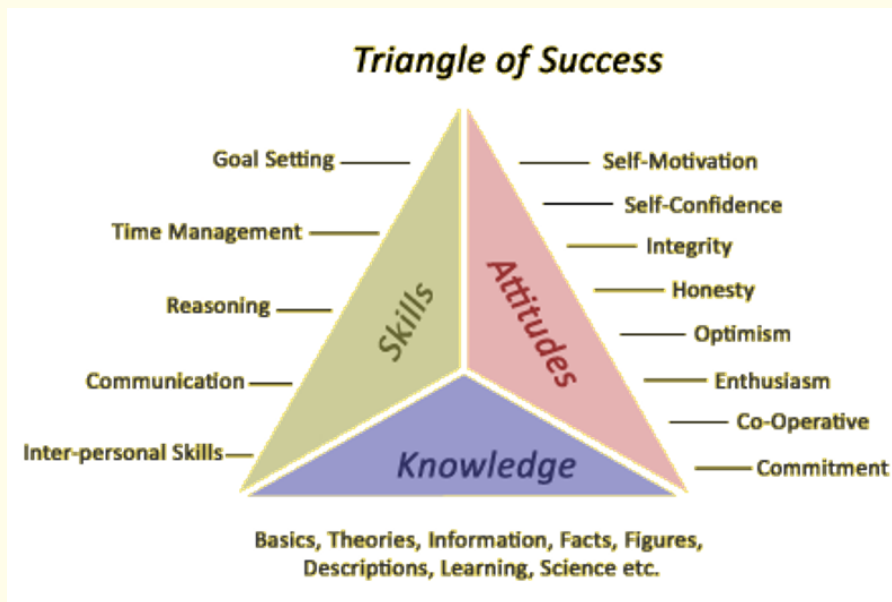 Triangle of Success
Goal Setting
Time Management
Reasoning
Communication
Inter-personal Skills
Skills
Attitudes
Self-Motivation
Self-Confidence
Integrity
Honesty
Optimism
Enthusiasm
Co-Operative
Commitment
Knowledge
Basics, Theories, Information, Facts, Figures,
Descriptions, Learning, Science etc.